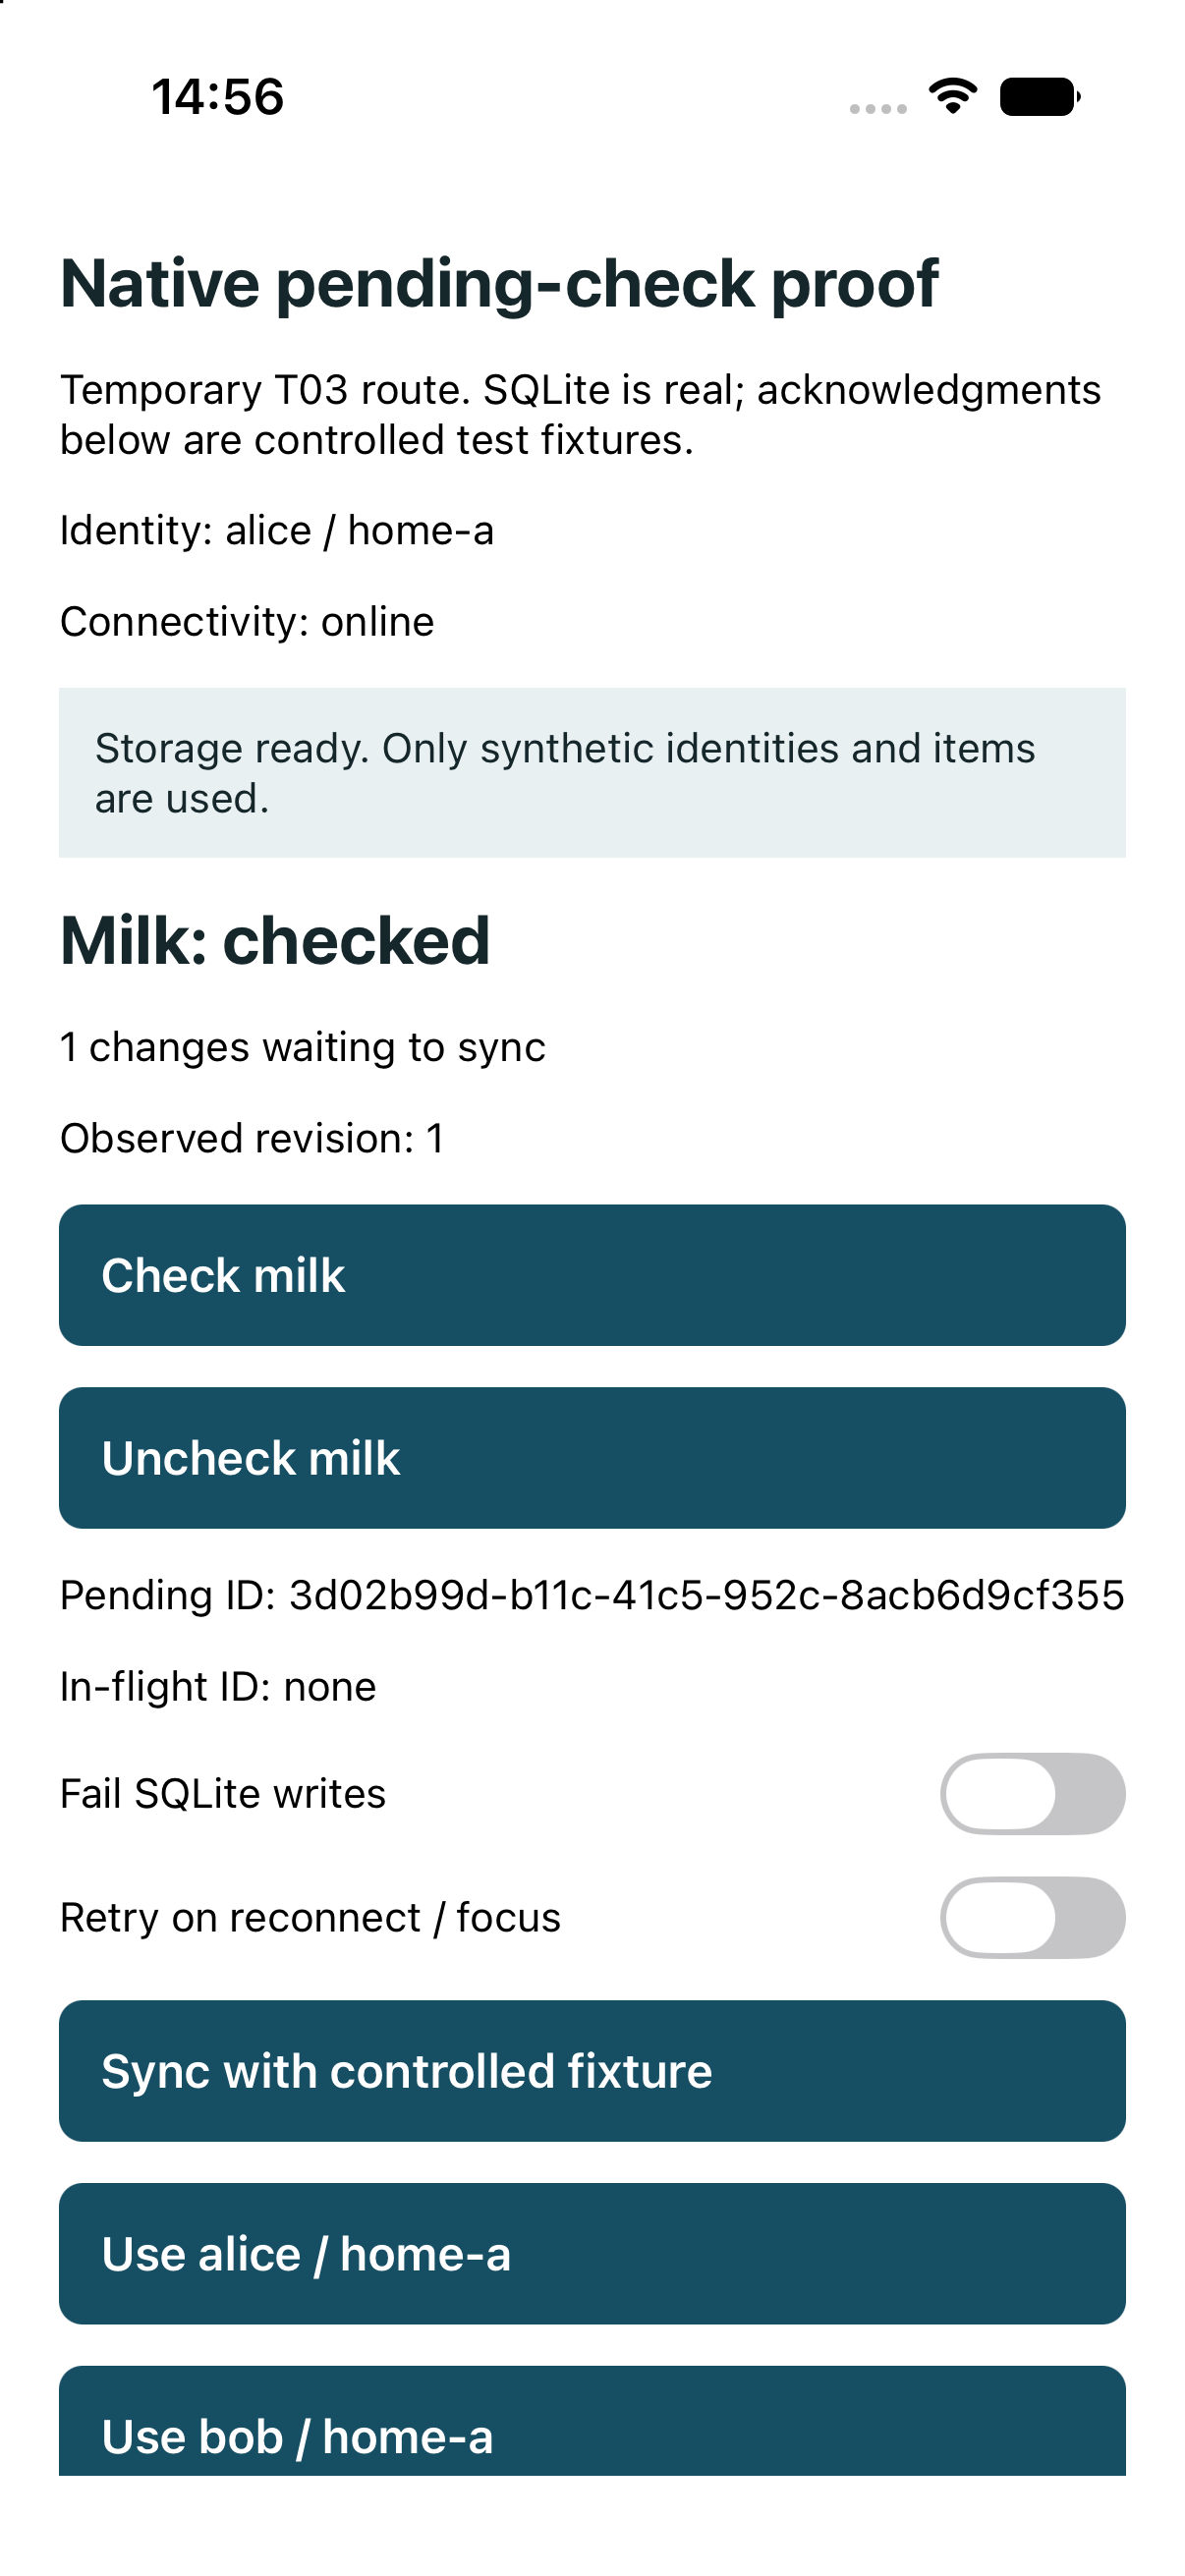 14:56
Native pending-check proof
Temporary T03 route. SQLite is real; acknowledgments
below are controlled test fixtures.
Identity: alice / home-a
Connectivity: online
Storage ready. Only synthetic identities and items
are used.
Milk: checked
1 changes waiting to sync
Observed revision: 1
Check milk
Uncheck milk
Pending ID: 3d02b99d-b11c-41c5-952c-8acb6d9cf355
In-flight ID: none
Fail SQLite writes
Retry on reconnect / focus
Sync with controlled fixture
Use alice / home-a
Use bob / home-a